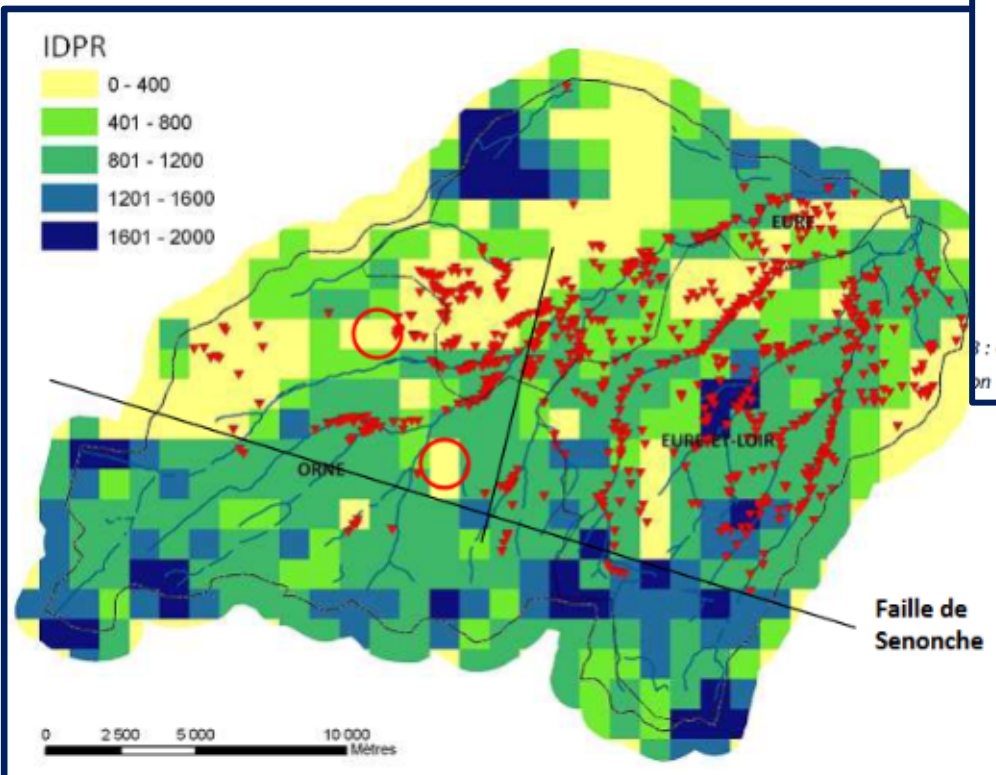 IDPR
0 - 400
401 - 800
801 - 1200
1201 - 1600
1601 - 2000
EURE
EURE-ET-LOIR
ORNE
Faille de
Senonche
0 2 500 5 000 10 000
Mètres
on